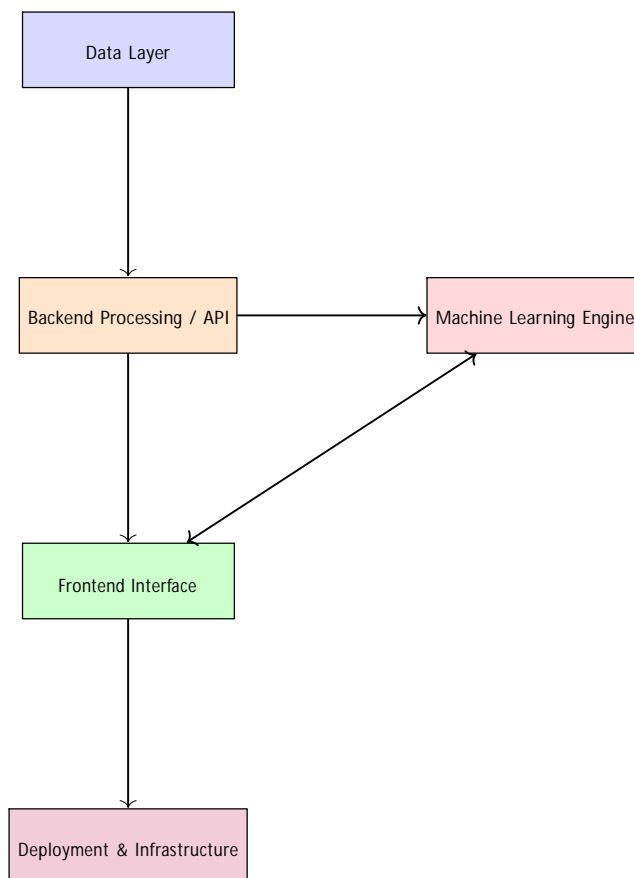 Data Layer
Backend Processing / API
Machine Learning Engine
Frontend Interface
Deployment & Infrastructure